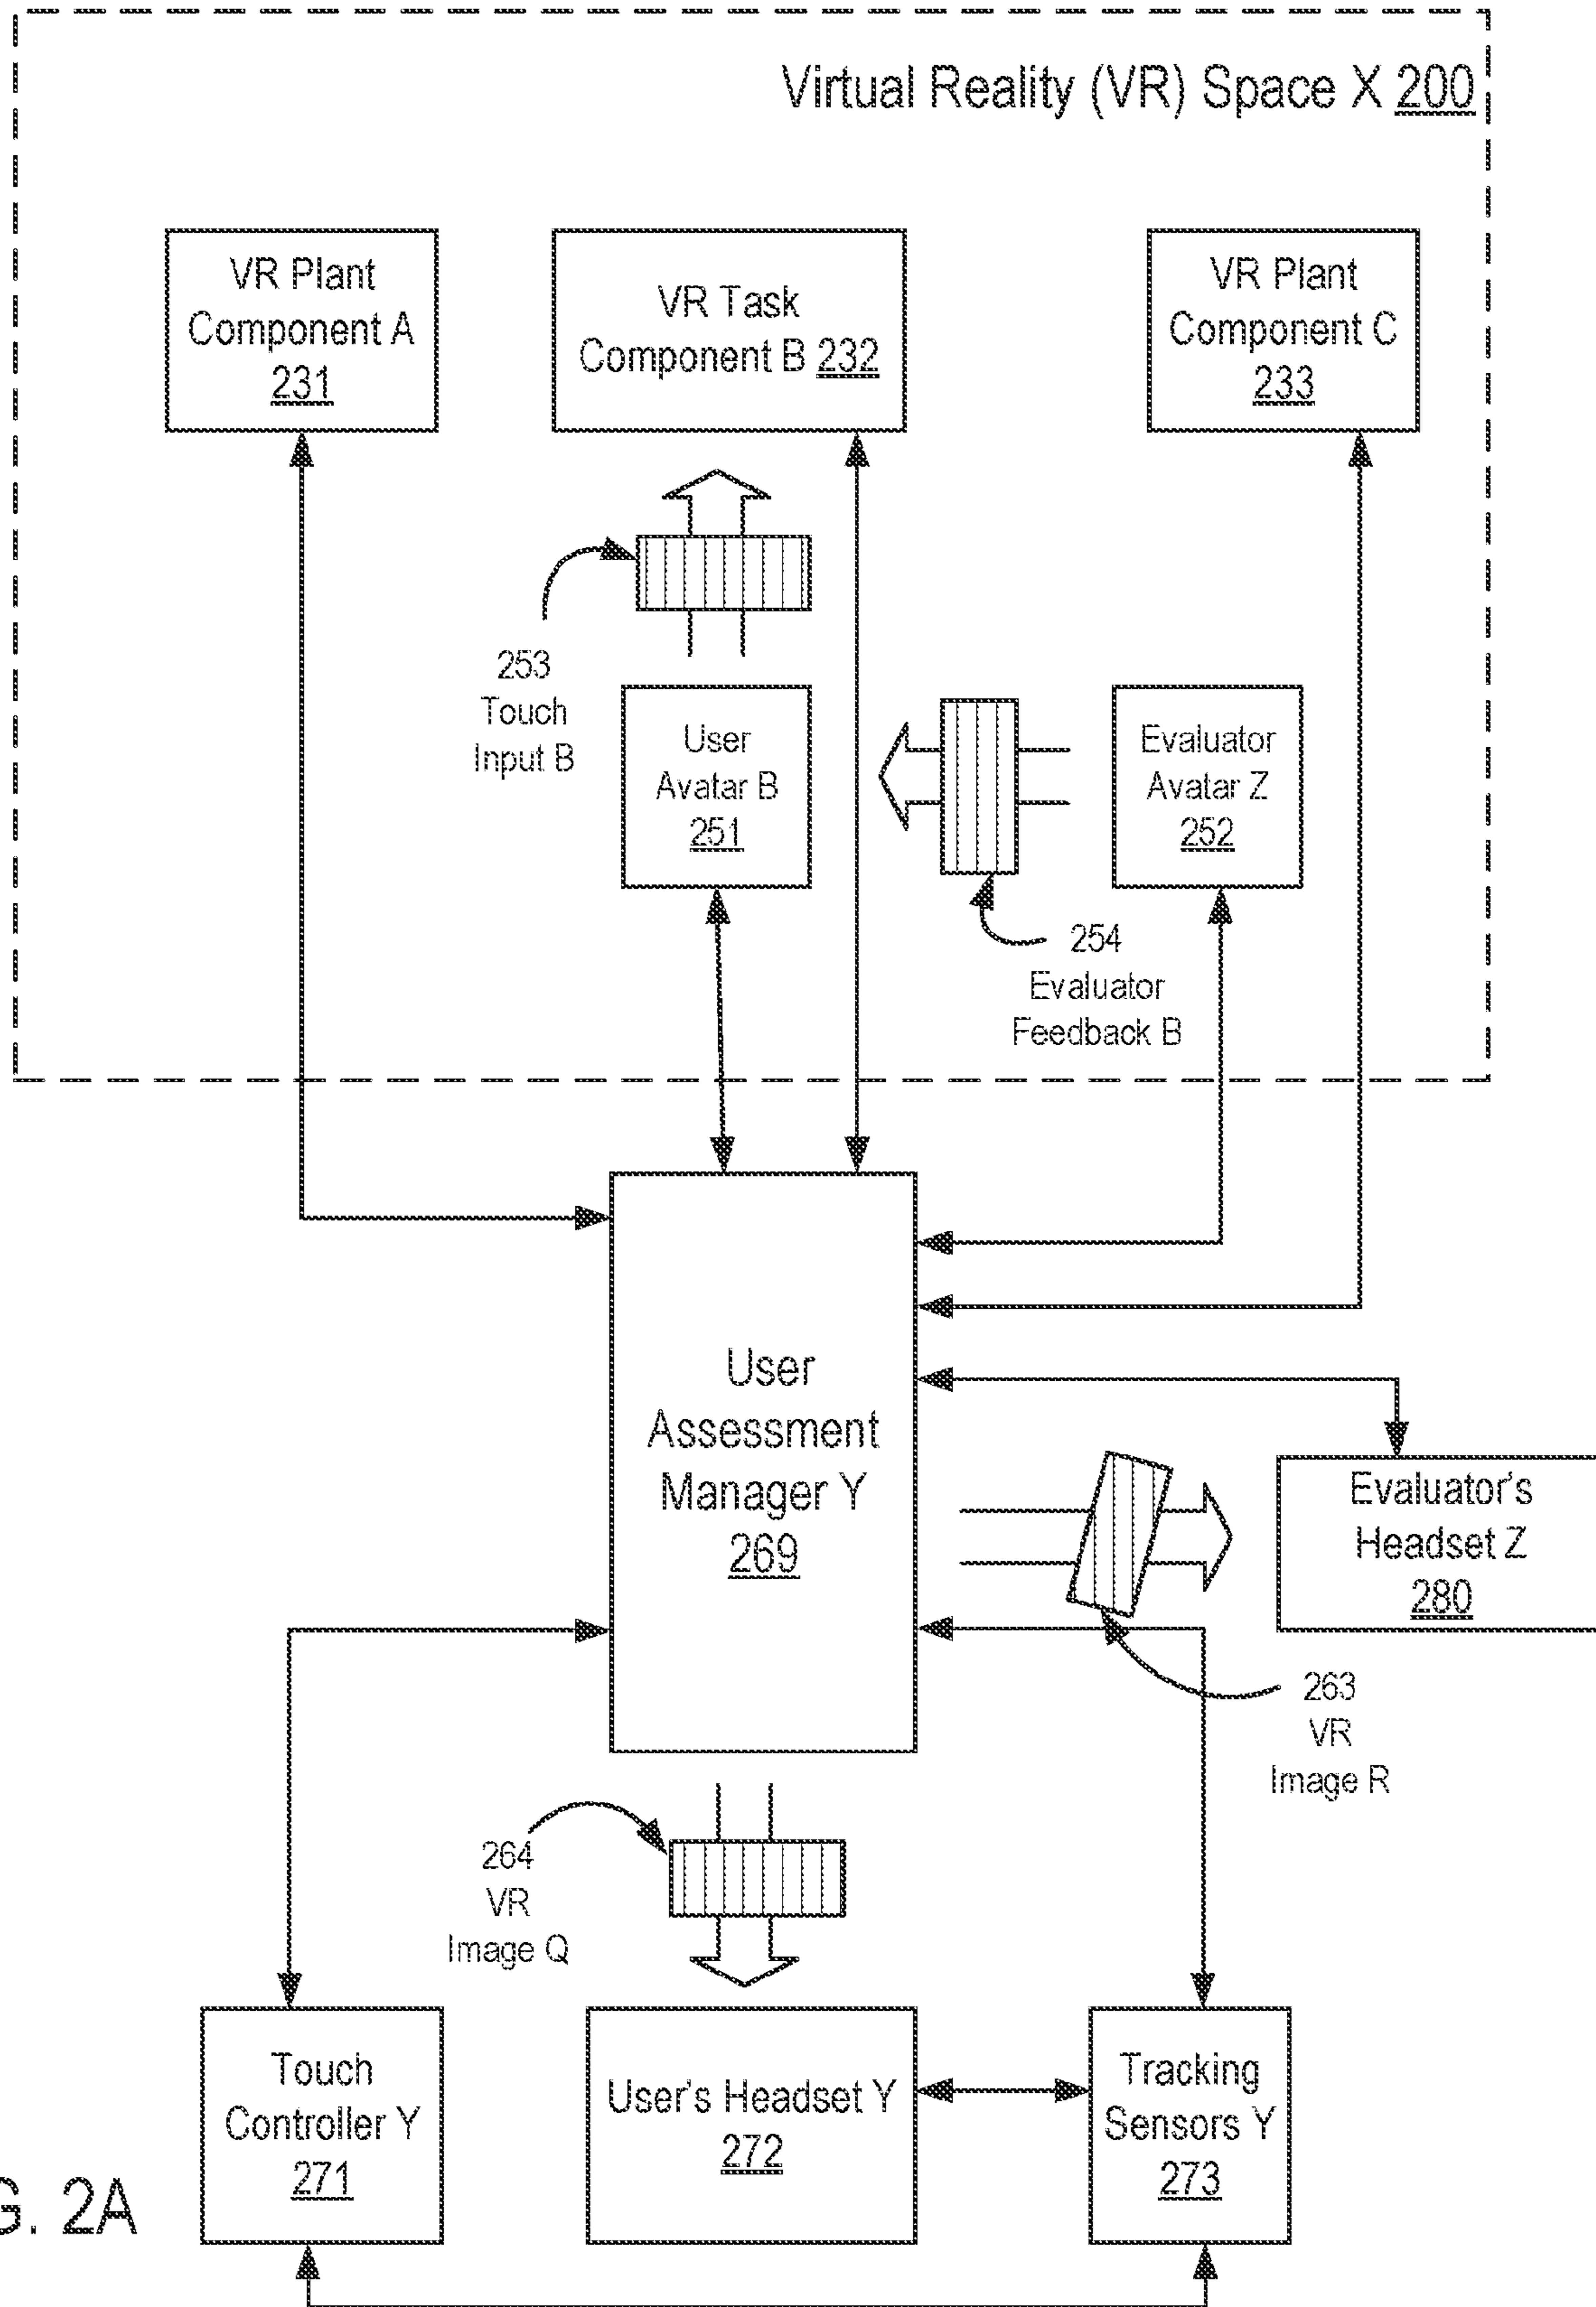 Virtual Reality (VR) Space X 200
VR Plant
Component A
231
VR Task
Component B 232
VR Plant
Component C
233
253
Touch
Input B
User
Avatar B
251
Evaluator
Avatar Z
252
254
Evaluator
Feedback B
User
Assessment
Manager Y
269
Evaluator's
Headset Z
280
263
VR
Image R
264
VR
Image Q
Touch
Controller Y
271
User's Headset Y
272
Tracking
Sensors Y
273
G. 2A